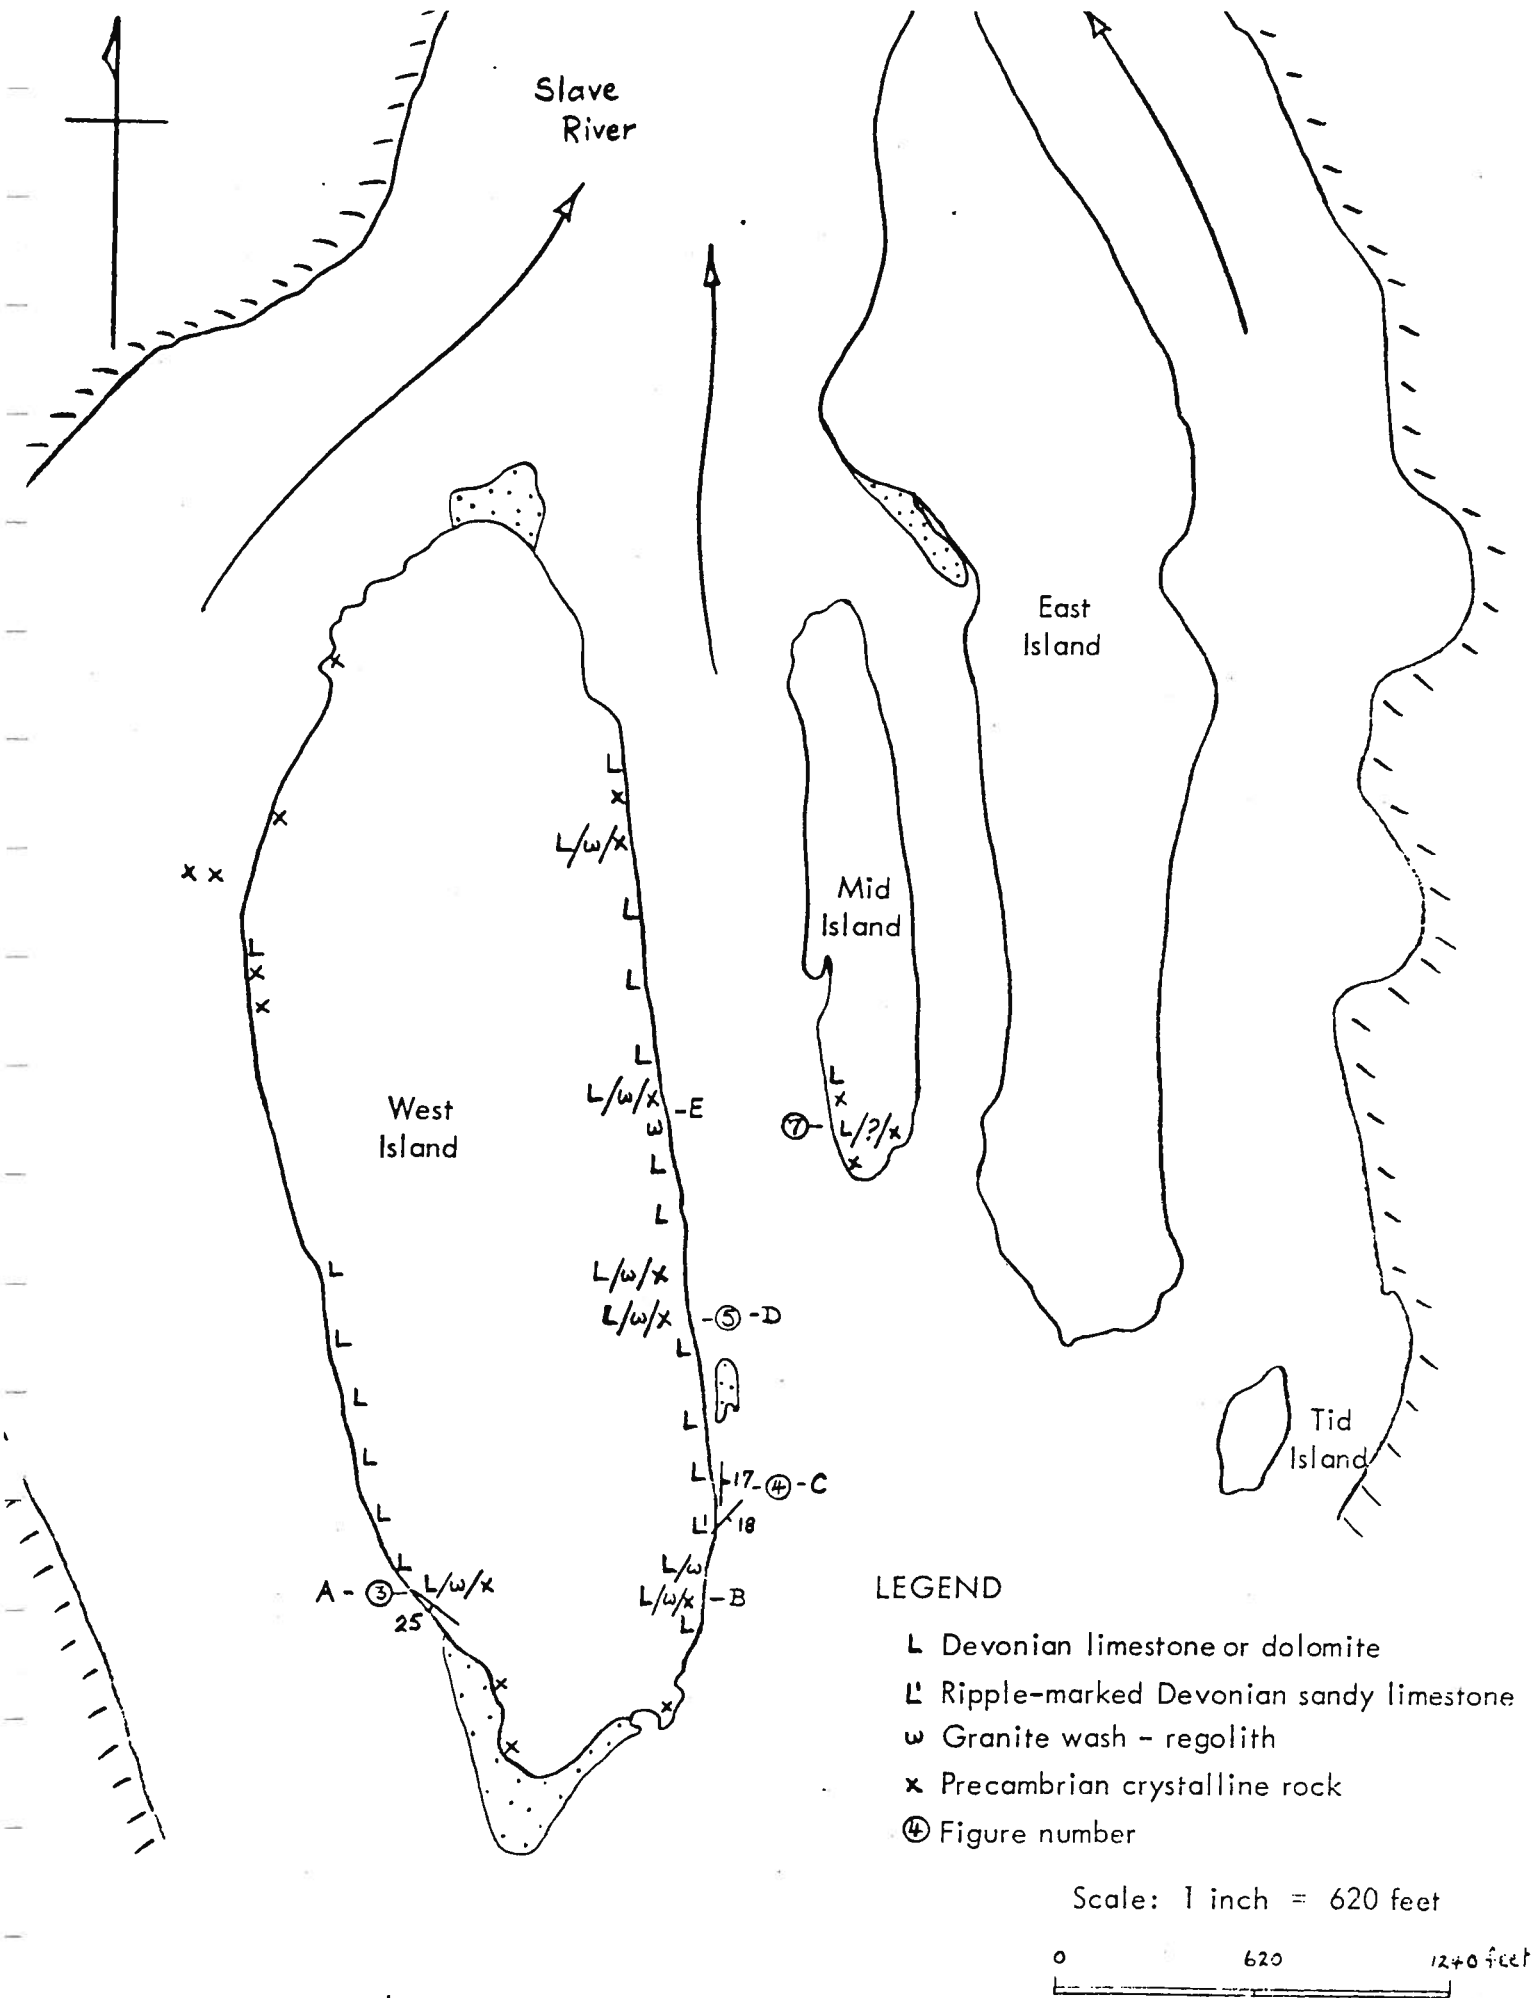 Slave
River
East
Island
L
x
L/w/x
L
L
L
L/w/x -E
w
L
L
L/w/x
L/w/x -⑤-D
L
L
L 17-④-C
L' 18
L/w
L/w/x -B
L
x
x
x
x x
L
x
x
West
Island
L
L
L
L
L
L
A-③- L/w/x
25
x
x
Mid
Island
L
x
⑦- L/?/x
x
Tid
Island
LEGEND
L Devonian limestone or dolomite
L' Ripple-marked Devonian sandy limestone
w Granite wash - regolith
x Precambrian crystalline rock
④ Figure number
Scale: 1 inch = 620 feet
0 620 1240 feet